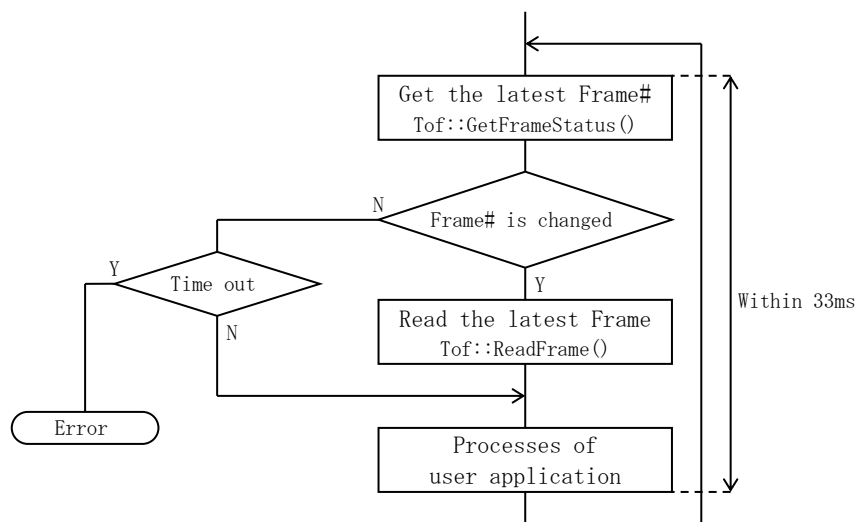 Get the latest Frame#
Tof::GetFrameStatus()
N
Frame# is changed
Y
Time out
Y
Within 33ms
Read the latest Frame
Tof::ReadFrame()
N
Error
Processes of
user application